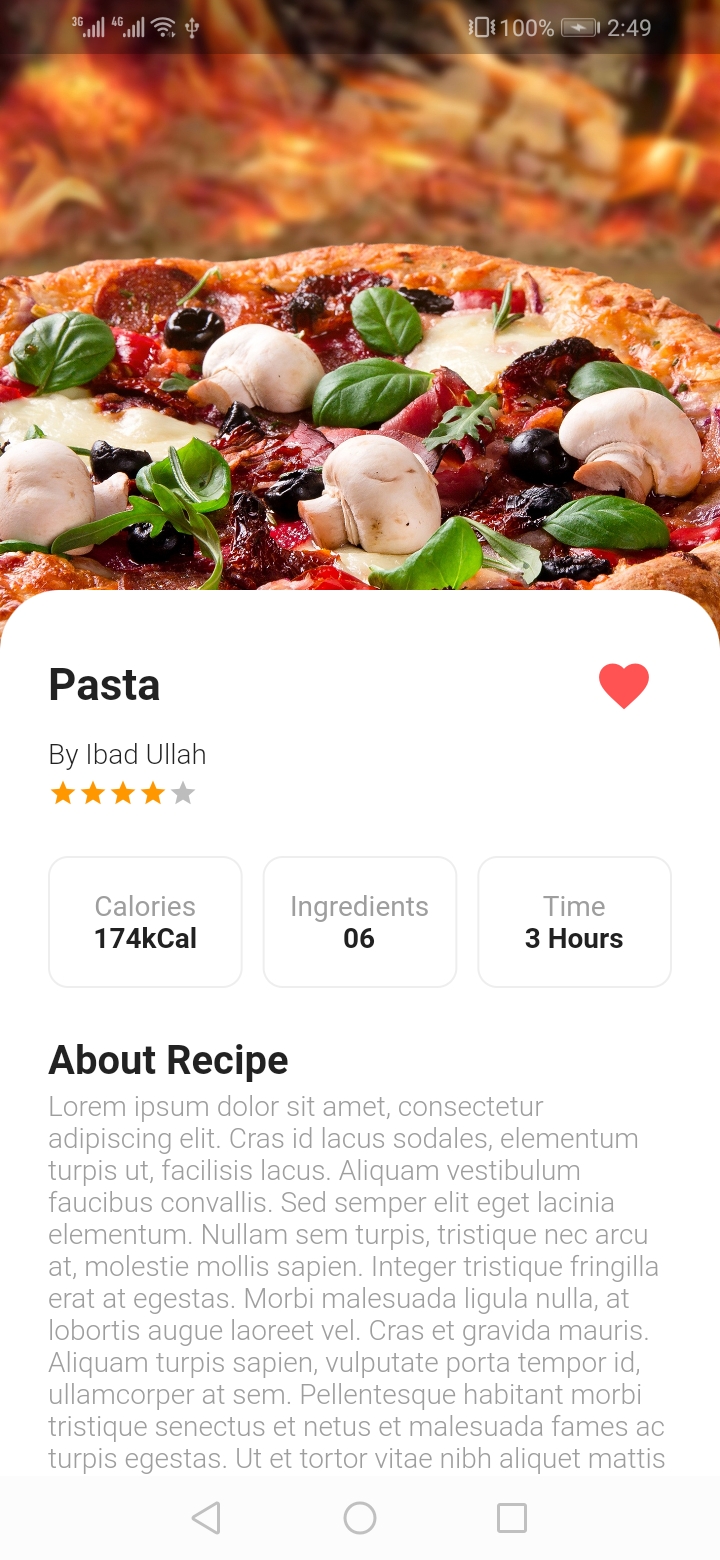 3G 4G 100% 2:49
Pasta
By Ibad Ullah
Calories Ingredients Time
174kCal 06 3 Hours
About Recipe
Lorem ipsum dolor sit amet, consectetur
adipiscing elit. Cras id lacus sodales, elementum
turpis ut, facilisis lacus. Aliquam vestibulum
faucibus convallis. Sed semper elit eget lacinia
elementum. Nullam sem turpis, tristique nec arcu
at, molestie mollis sapien. Integer tristique fringilla
erat at egestas. Morbi malesuada ligula nulla, at
lobortis augue laoreet vel. Cras et gravida mauris.
Aliquam turpis sapien, vulputate porta tempor id,
ullamcorper at sem. Pellentesque habitant morbi
tristique senectus et netus et malesuada fames ac
turpis egestas. Ut et tortor vitae nibh aliquet mattis